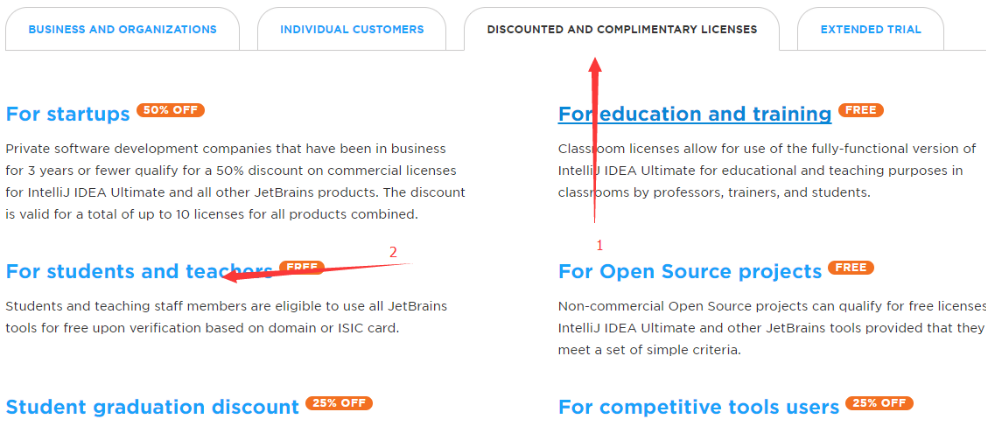 BUSINESS AND ORGANIZATIONS
INDIVIDUAL CUSTOMERS
DISCOUNTED AND COMPLIMENTARY LICENSES
EXTENDED TRIAL
For startups 50% OFF
Private software development companies that have been in business
for 3 years or fewer qualify for a 50% discount on commercial licenses
for IntelliJ IDEA Ultimate and all other JetBrains products. The discount
is valid for a total of up to 10 licenses for all products combined.
For education and training FREE
Classroom licenses allow for use of the fully-functional version of
IntelliJ IDEA Ultimate for educational and teaching purposes in
classrooms by professors, trainers, and students.
1
2
For students and teachers FREE
Students and teaching staff members are eligible to use all JetBrains
tools for free upon verification based on domain or ISIC card.
For Open Source projects FREE
Non-commercial Open Source projects can qualify for free licenses
IntelliJ IDEA Ultimate and other JetBrains tools provided that they
meet a set of simple criteria.
Student graduation discount 25% OFF
For competitive tools users 25% OFF